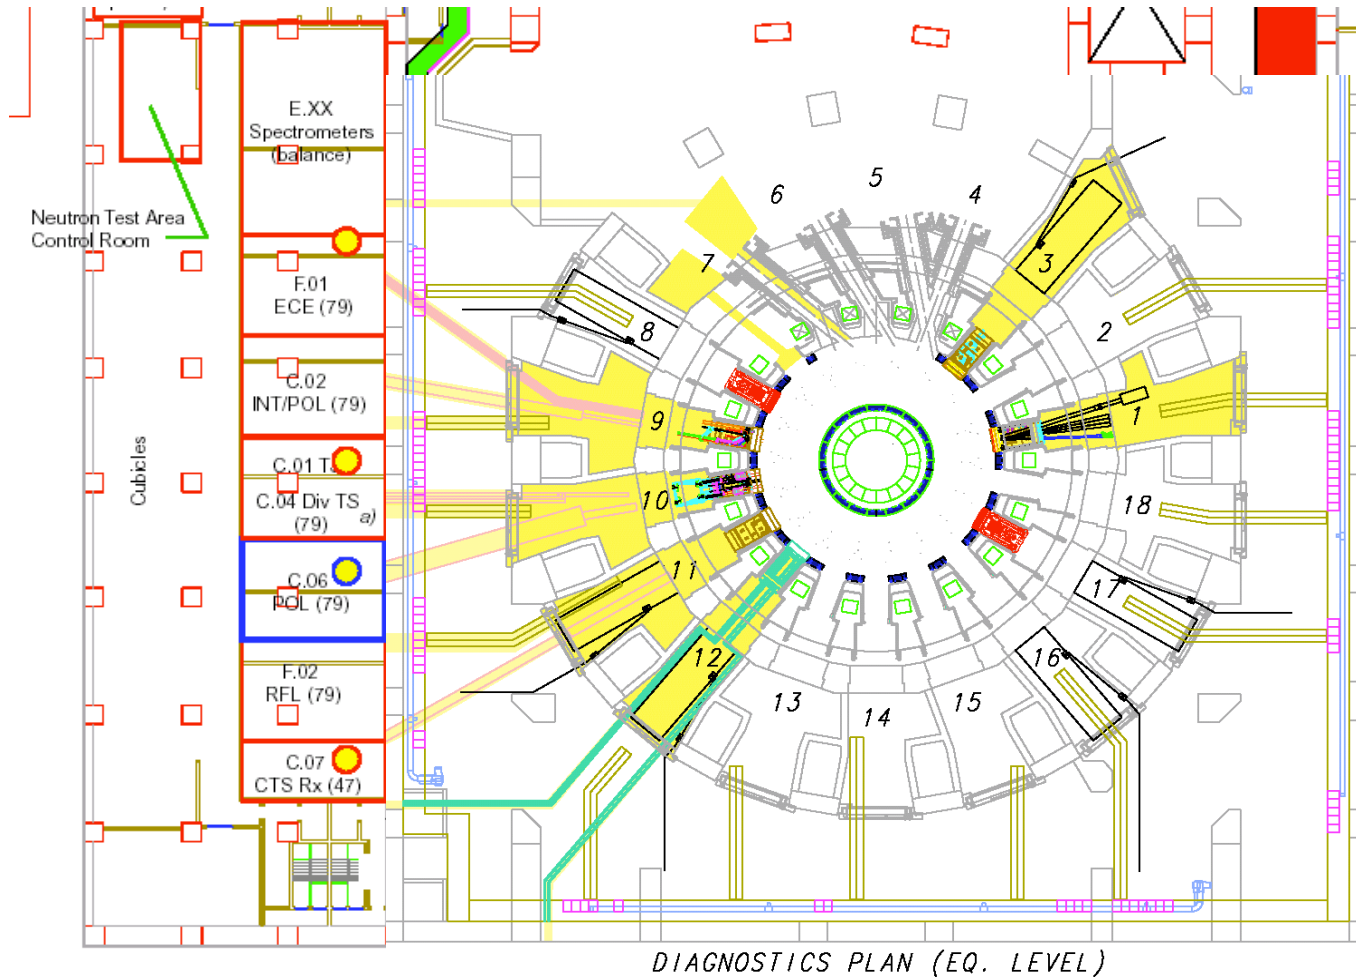 E.XX
Spectrometers
(balance)
Neutron Test Area
Control Room
F.01
ECE (79)
C.02
INT/POL (79)
Cubicles
C.01
C.04 Div TS
(79)
a)
C.06
POL (79)
F.02
RFL (79)
C.07
CTS Rx (47)
6
5
4
7
3
8
2
9
1
10
18
11
17
12
16
13
14
15
DIAGNOSTICS PLAN (EQ. LEVEL)